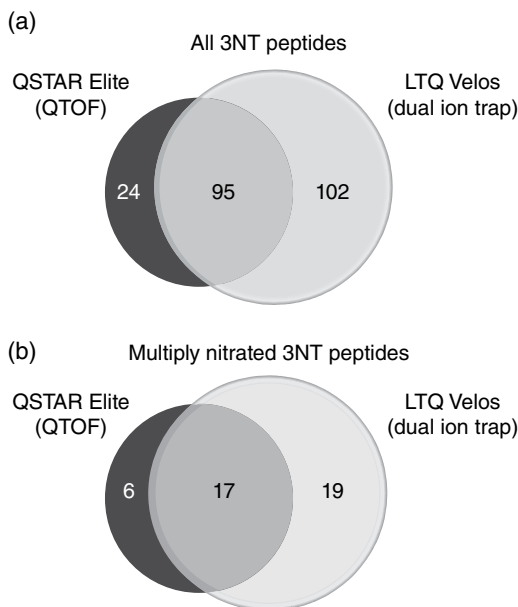 (a)
All 3NT peptides
QSTAR Elite
(QTOF)
LTQ Velos
(dual ion trap)
24
95
102
(b)
Multiply nitrated 3NT peptides
QSTAR Elite
(QTOF)
LTQ Velos
(dual ion trap)
6
17
19